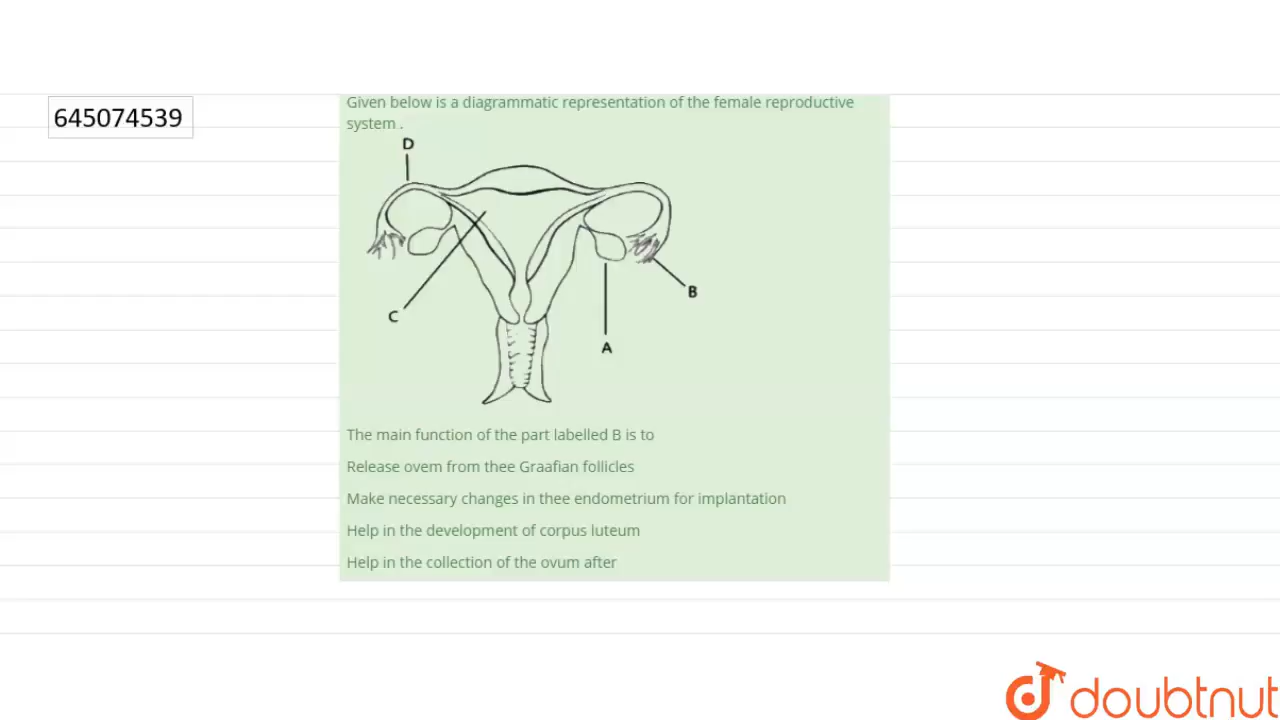 645074539
Given below is a diagrammatic representation of the female reproductive
system .
D
C
B
A
The main function of the part labelled B is to
Release ovem from thee Graafian follicles
Make necessary changes in thee endometrium for implantation
Help in the development of corpus luteum
Help in the collection of the ovum after
doubtnut